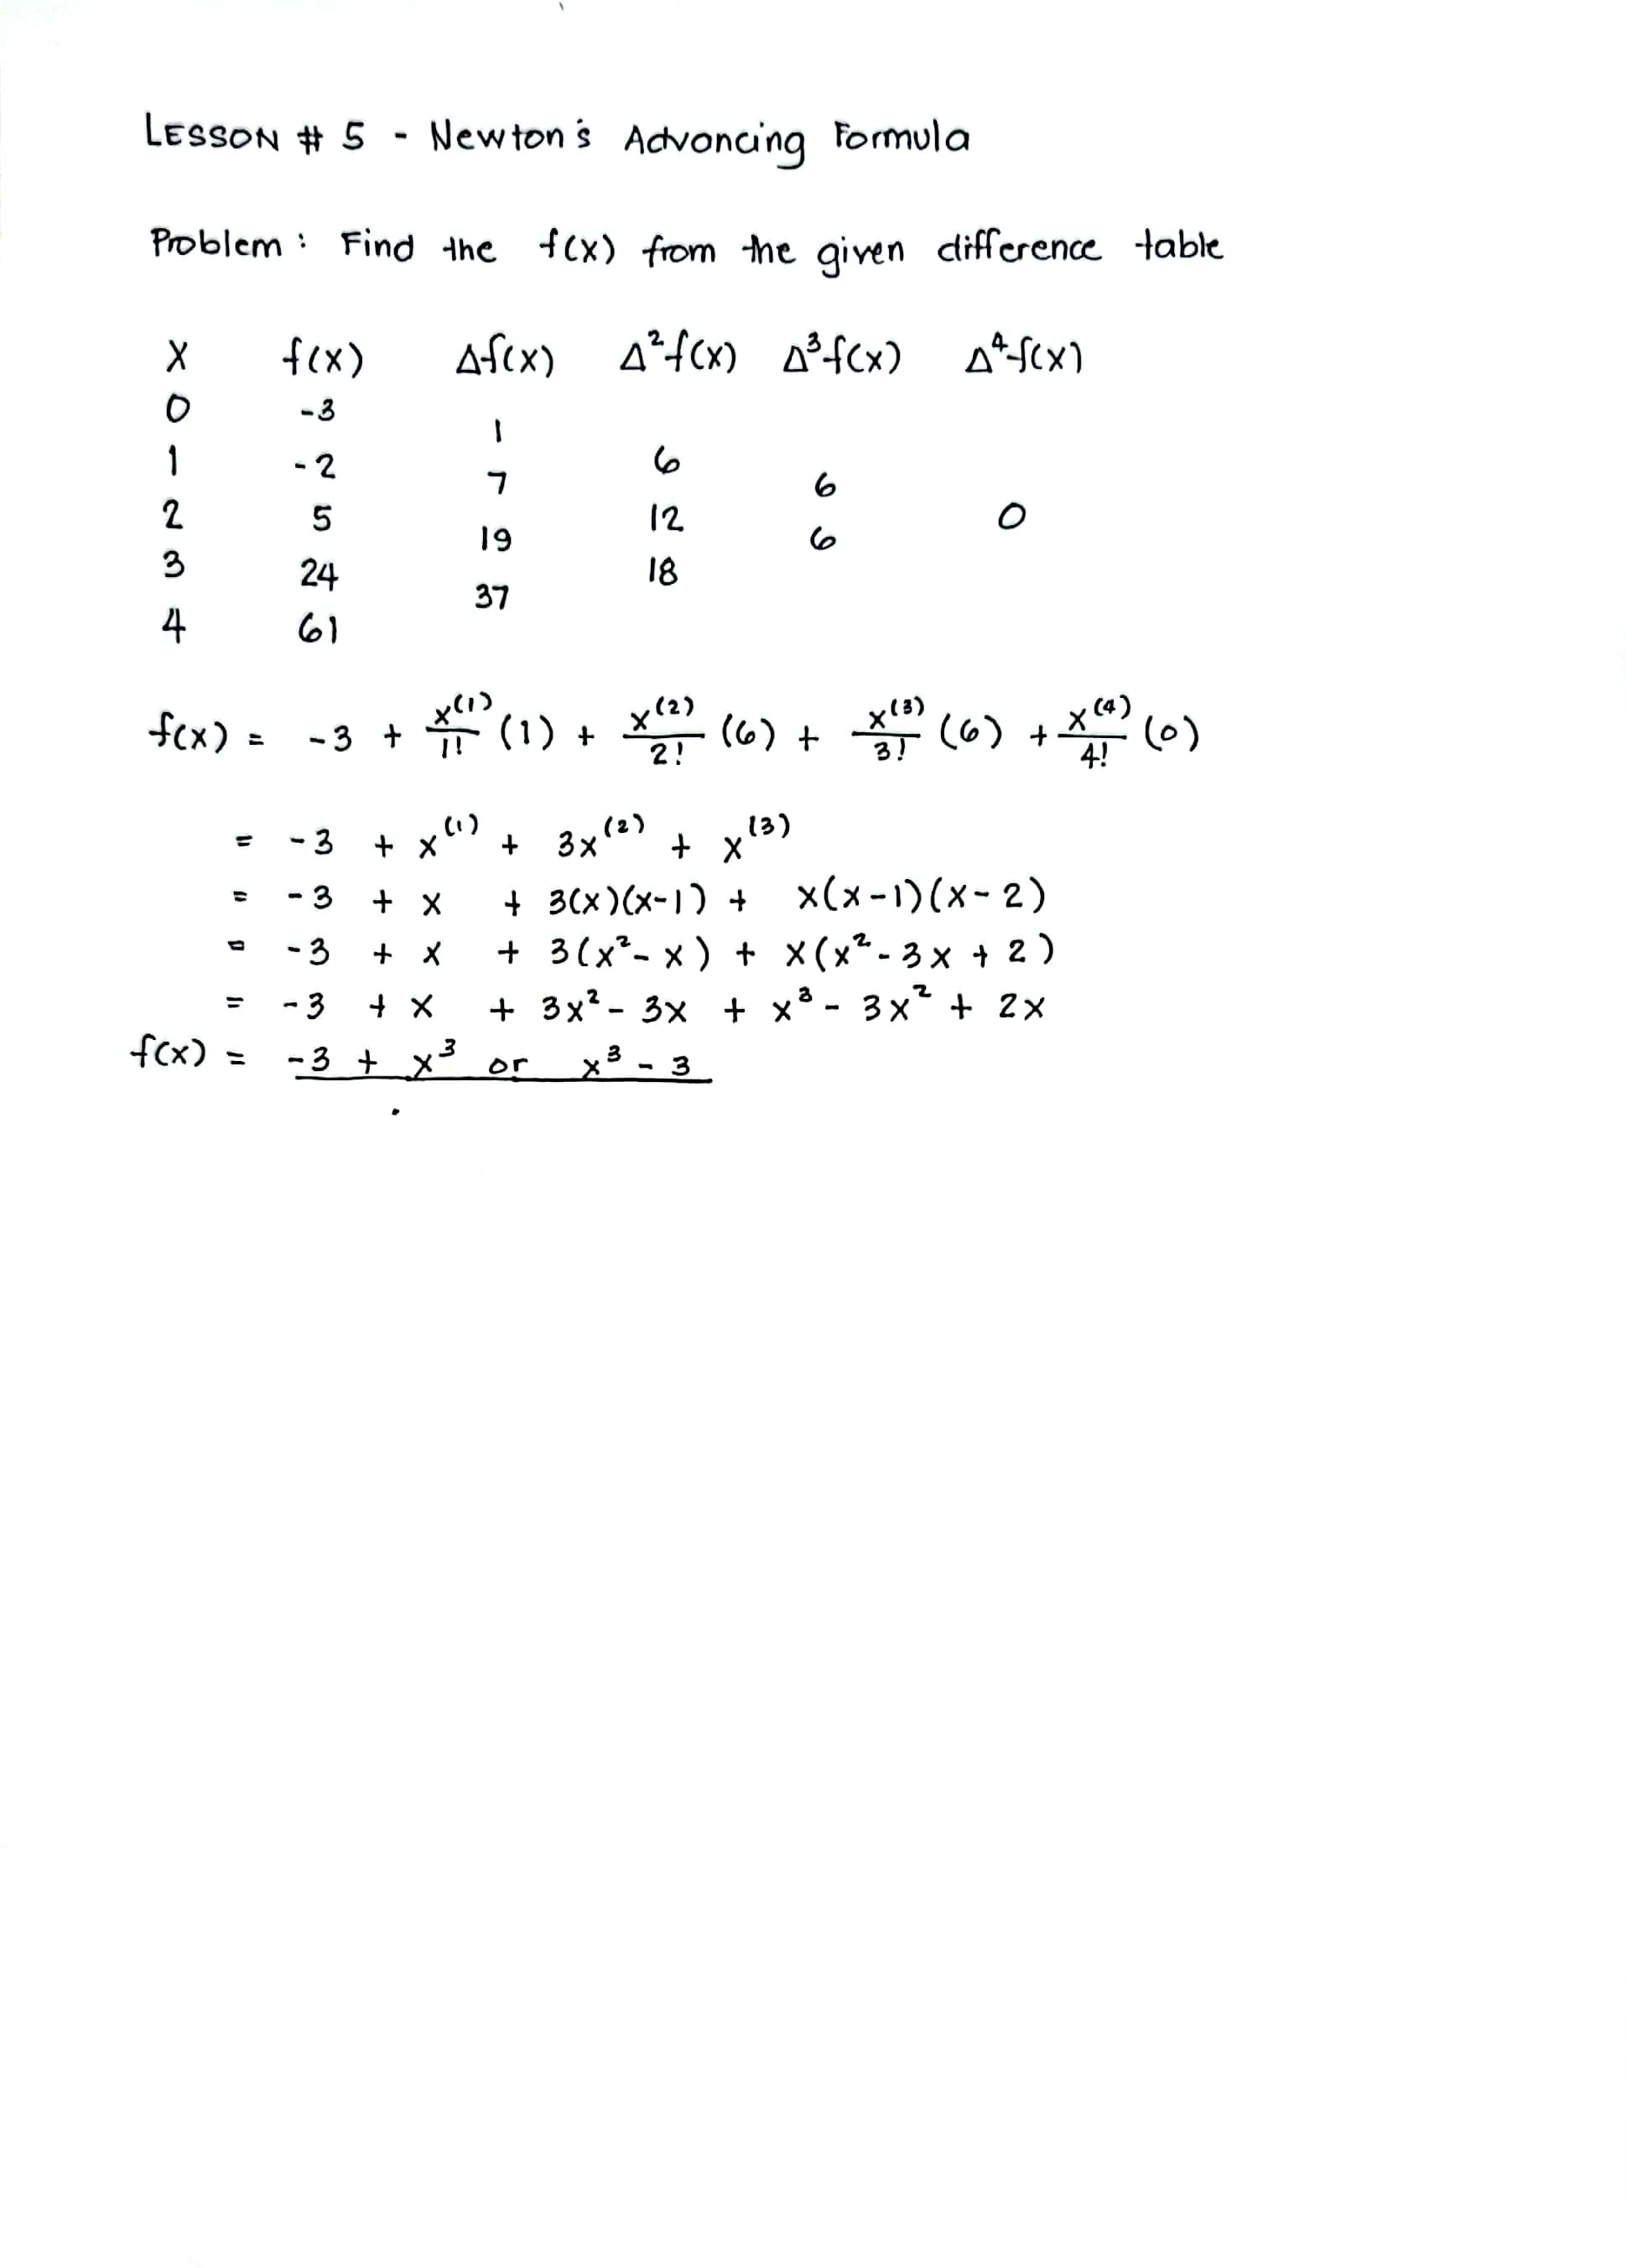 LESSON # 5 - Newton's Advancing Formula
Problem : Find the f(x) from the given difference table
X f(x) Δf(x) Δ²f(x) Δ³f(x) Δ⁴f(x)
0 -3
1
1 -2 6
7 6
2 5 12 0
19 6
3 24 18
37
4 61
f(x) = -3 + x⁽¹⁾/1! (1) + x⁽²⁾/2! (6) + x⁽³⁾/3! (6) + x⁽⁴⁾/4! (0)
= -3 + x⁽¹⁾ + 3x⁽²⁾ + x⁽³⁾
= -3 + x + 3(x)(x-1) + x(x-1)(x-2)
= -3 + x + 3(x²-x) + x(x²-3x+2)
= -3 + x + 3x² - 3x + x³ - 3x² + 2x
f(x) = -3 + x³ or x³ - 3